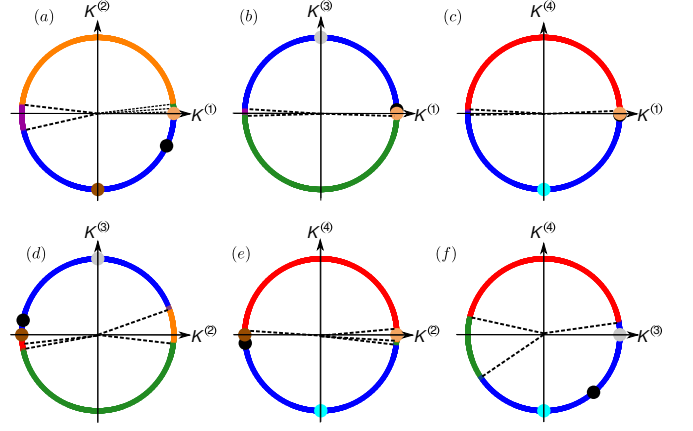 (a) K(2) (b) K(3) (c) K(4)
K(1) K(1) K(1)
(d) K(3) (e) K(4) (f) K(4)
K(2) K(2) K(3)